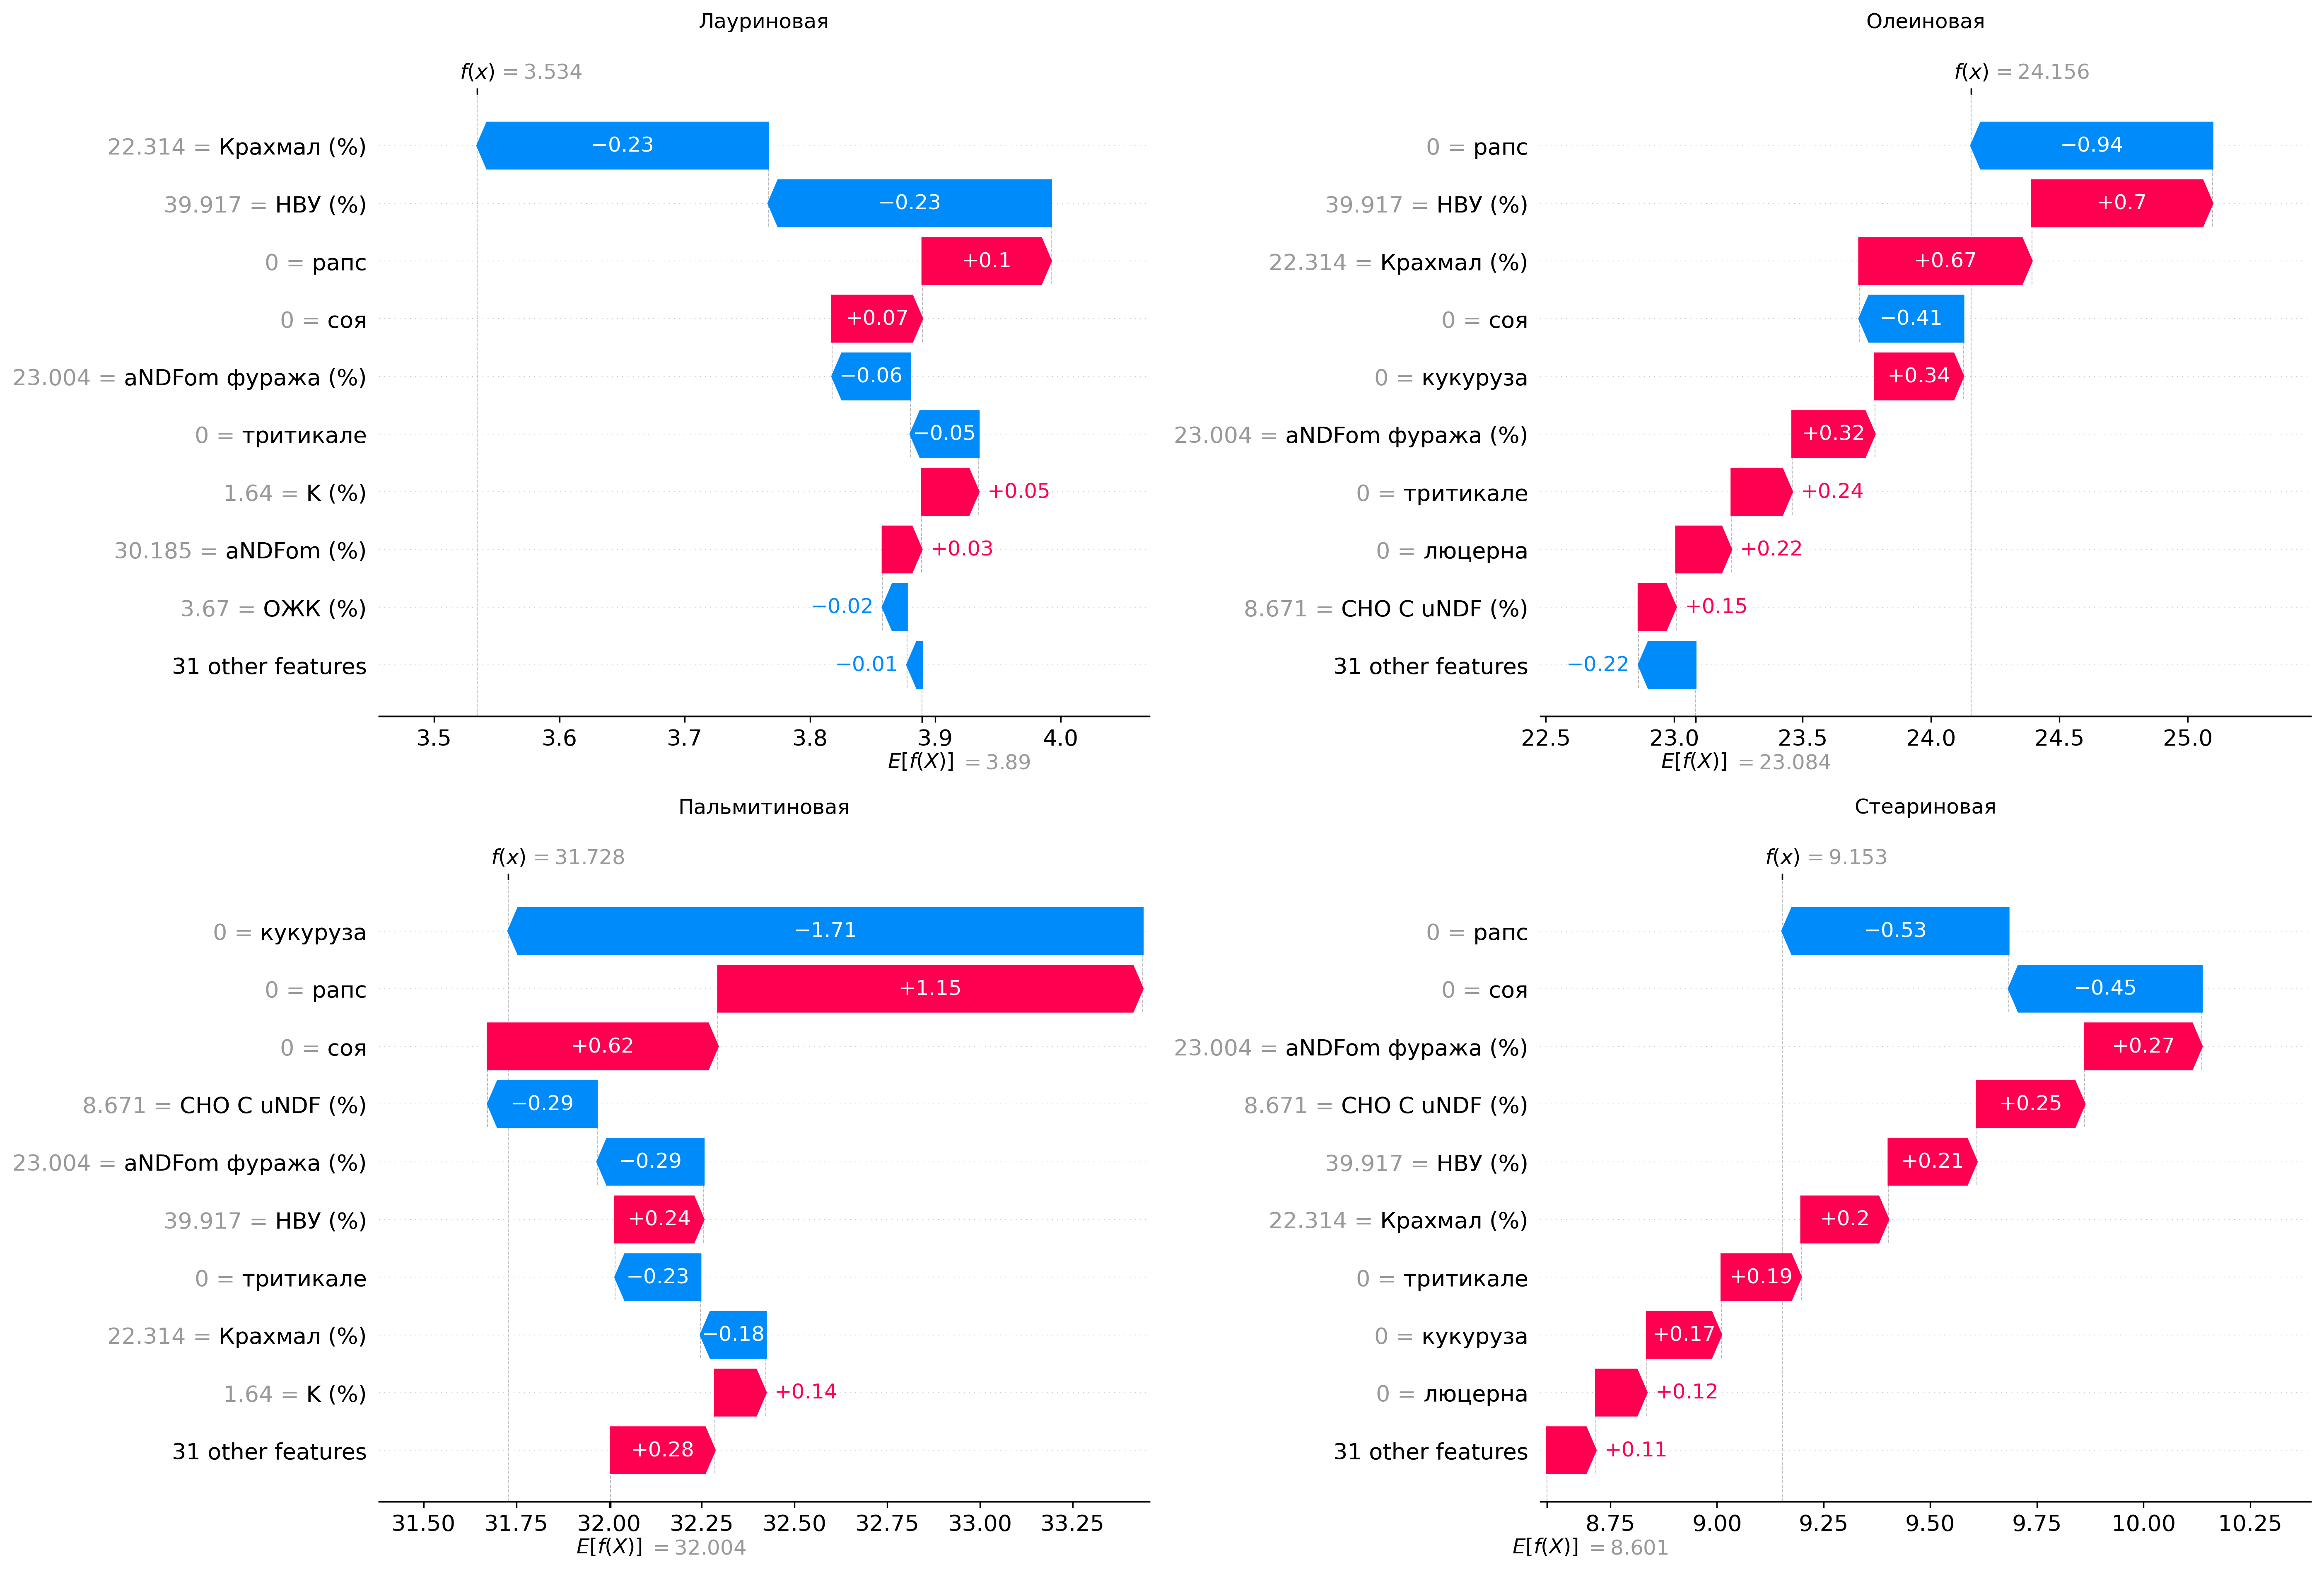 Лауриновая
f(x) = 3.534
22.314 = Крахмал (%)
−0.23
39.917 = НВУ (%)
−0.23
0 = рапс
+0.1
0 = соя
+0.07
23.004 = aNDFom фуража (%)
−0.06
0 = тритикале
−0.05
1.64 = K (%)
+0.05
30.185 = aNDFom (%)
+0.03
3.67 = ОЖК (%)
−0.02
31 other features
−0.01
3.5 3.6 3.7 3.8 3.9 4.0
E[f(X)] = 3.89
Олеиновая
f(x) = 24.156
0 = рапс
−0.94
39.917 = НВУ (%)
+0.7
22.314 = Крахмал (%)
+0.67
0 = соя
−0.41
0 = кукуруза
+0.34
23.004 = aNDFom фуража (%)
+0.32
0 = тритикале
+0.24
0 = люцерна
+0.22
8.671 = CHO C uNDF (%)
+0.15
31 other features
−0.22
22.5 23.0 23.5 24.0 24.5 25.0
E[f(X)] = 23.084
Пальмитиновая
f(x) = 31.728
0 = кукуруза
−1.71
0 = рапс
+1.15
0 = соя
+0.62
8.671 = CHO C uNDF (%)
−0.29
23.004 = aNDFom фуража (%)
−0.29
39.917 = НВУ (%)
+0.24
0 = тритикале
−0.23
22.314 = Крахмал (%)
−0.18
1.64 = K (%)
+0.14
31 other features
+0.28
31.50 31.75 32.00 32.25 32.50 32.75 33.00 33.25
E[f(X)] = 32.004
Стеариновая
f(x) = 9.153
0 = рапс
−0.53
0 = соя
−0.45
23.004 = aNDFom фуража (%)
+0.27
8.671 = CHO C uNDF (%)
+0.25
39.917 = НВУ (%)
+0.21
22.314 = Крахмал (%)
+0.2
0 = тритикале
+0.19
0 = кукуруза
+0.17
0 = люцерна
+0.12
31 other features
+0.11
8.75 9.00 9.25 9.50 9.75 10.00 10.25
E[f(X)] = 8.601